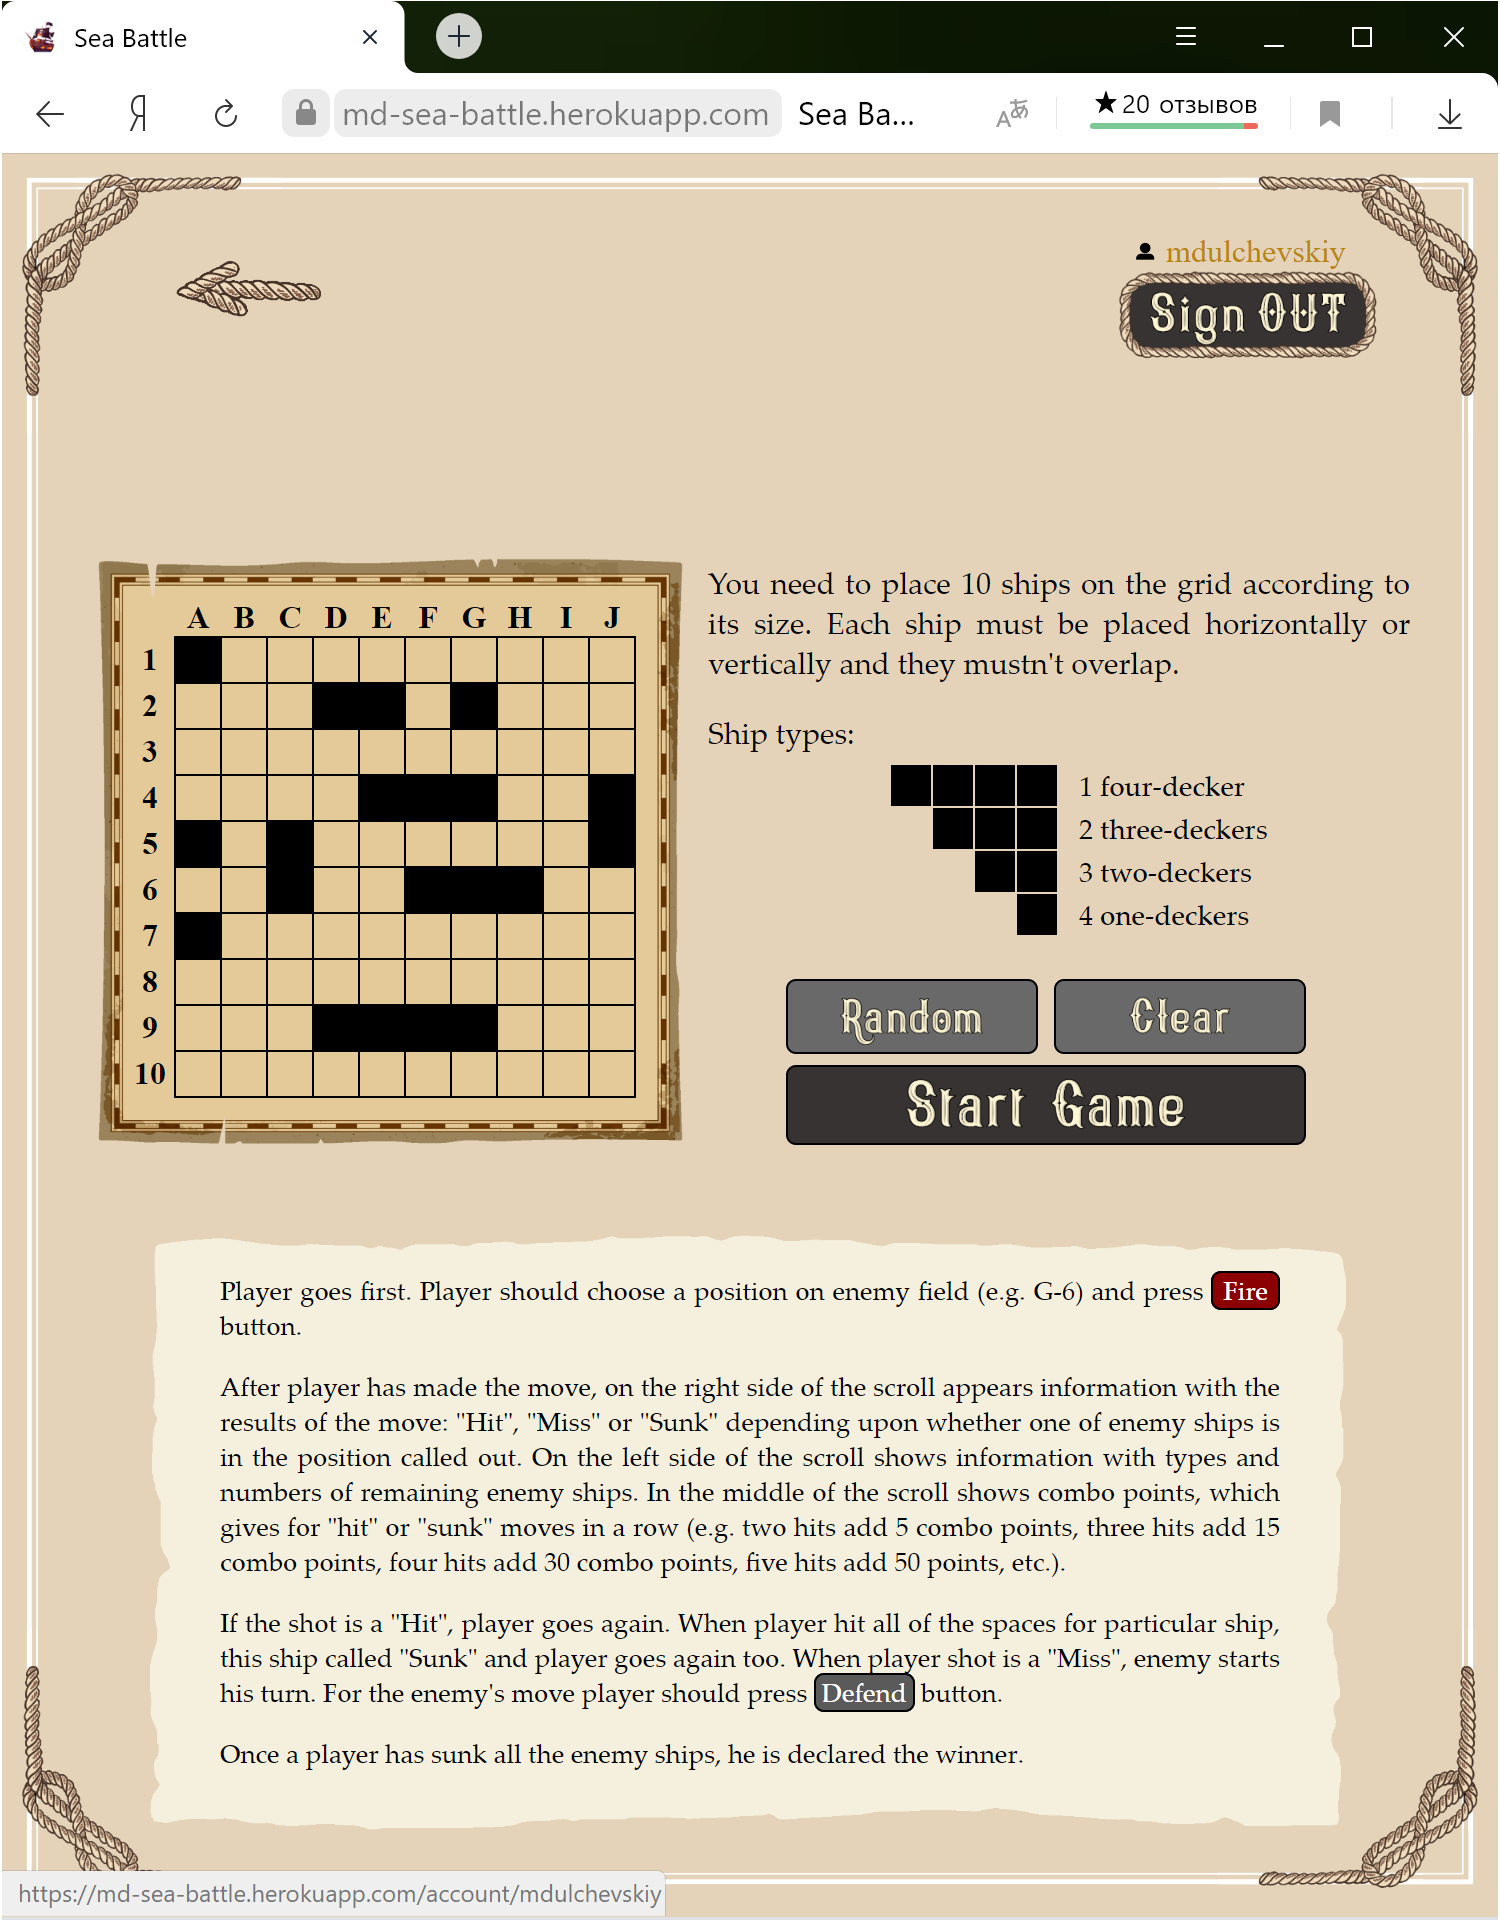 Sea Battle
Я
md-sea-battle.herokuapp.com Sea Ba...
Aあ
★20 отзывов
mdulchevskiy
Sign OUT
A B C D E F G H I J
1
2
3
4
5
6
7
8
9
10
You need to place 10 ships on the grid according to
its size. Each ship must be placed horizontally or
vertically and they mustn't overlap.
Ship types:
1 four-decker
2 three-deckers
3 two-deckers
4 one-deckers
Random
Clear
Start Game
Player goes first. Player should choose a position on enemy field (e.g. G-6) and press Fire
button.
After player has made the move, on the right side of the scroll appears information with the
results of the move: "Hit", "Miss" or "Sunk" depending upon whether one of enemy ships is
in the position called out. On the left side of the scroll shows information with types and
numbers of remaining enemy ships. In the middle of the scroll shows combo points, which
gives for "hit" or "sunk" moves in a row (e.g. two hits add 5 combo points, three hits add 15
combo points, four hits add 30 combo points, five hits add 50 points, etc.).
If the shot is a "Hit", player goes again. When player hit all of the spaces for particular ship,
this ship called "Sunk" and player goes again too. When player shot is a "Miss", enemy starts
his turn. For the enemy's move player should press Defend button.
Once a player has sunk all the enemy ships, he is declared the winner.
https://md-sea-battle.herokuapp.com/account/mdulchevskiy